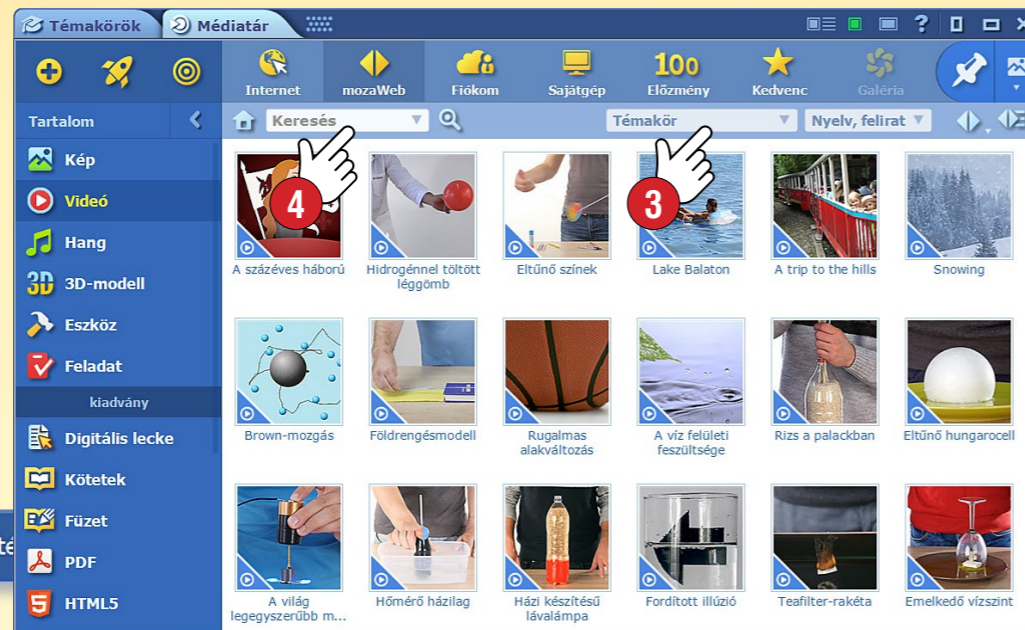 Témakörök
Médiatár
?
Internet
mozaWeb
Fiókom
Sajátgép
100
Előzmény
Kedvenc
Galéria
Tartalom
Keresés
Témakör
Nyelv, felirat
Kép
Videó
Hang
3D
3D-modell
Eszköz
Feladat
kiadvány
Digitális lecke
Kötetek
Füzet
PDF
5
HTML5
4
3
A százéves háború
Hidrogénnel töltött
léggömb
Eltűnő színek
Lake Balaton
A trip to the hills
Snowing
Brown-mozgás
Földrengésmodell
Rugalmas
alakváltozás
A víz felületi
feszültsége
Rizs a palackban
Eltűnő hungarocell
A világ
legegyszerűbb m...
Hőmérő házilag
Házi készítésű
lávalámpa
Fordított illúzió
Teafilter-rakéta
Emelkedő vízszint